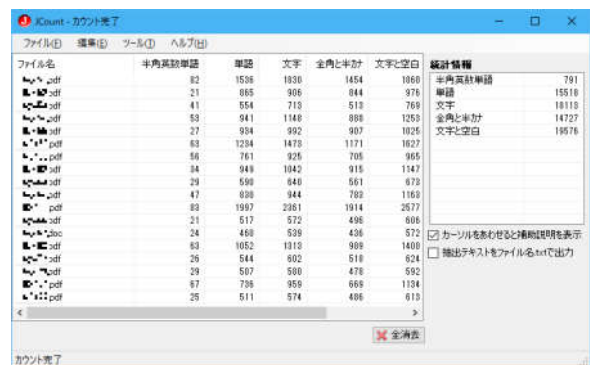 JCount - カウント完了
ファイル(F) 編集(E) ツール(T) ヘルプ(H)
ファイル名 半角英数単語 単語 文字 全角と半カナ 文字と空白
.pdf 82 1536 1830 1454 1860
.pdf 21 865 906 844 976
.pdf 41 554 713 513 769
.pdf 53 941 1148 888 1253
.pdf 27 934 992 907 1025
.pdf 63 1234 1473 1171 1627
.pdf 56 761 925 705 965
.pdf 34 949 1042 915 1147
.pdf 29 590 640 561 673
.pdf 47 830 944 783 1163
.pdf 83 1997 2361 1914 2577
.pdf 21 517 572 496 606
.doc 24 460 539 436 572
.pdf 63 1052 1313 989 1408
.pdf 26 544 602 518 624
.pdf 29 507 580 478 592
.pdf 67 736 959 669 1134
.pdf 25 511 574 486 613
全消去
統計情報
半角英数単語 791
単語 15518
文字 18113
全角と半カナ 14727
文字と空白 19576
カーソルをあわせると補助説明を表示
抽出テキストをファイル名.txtで出力
カウント完了